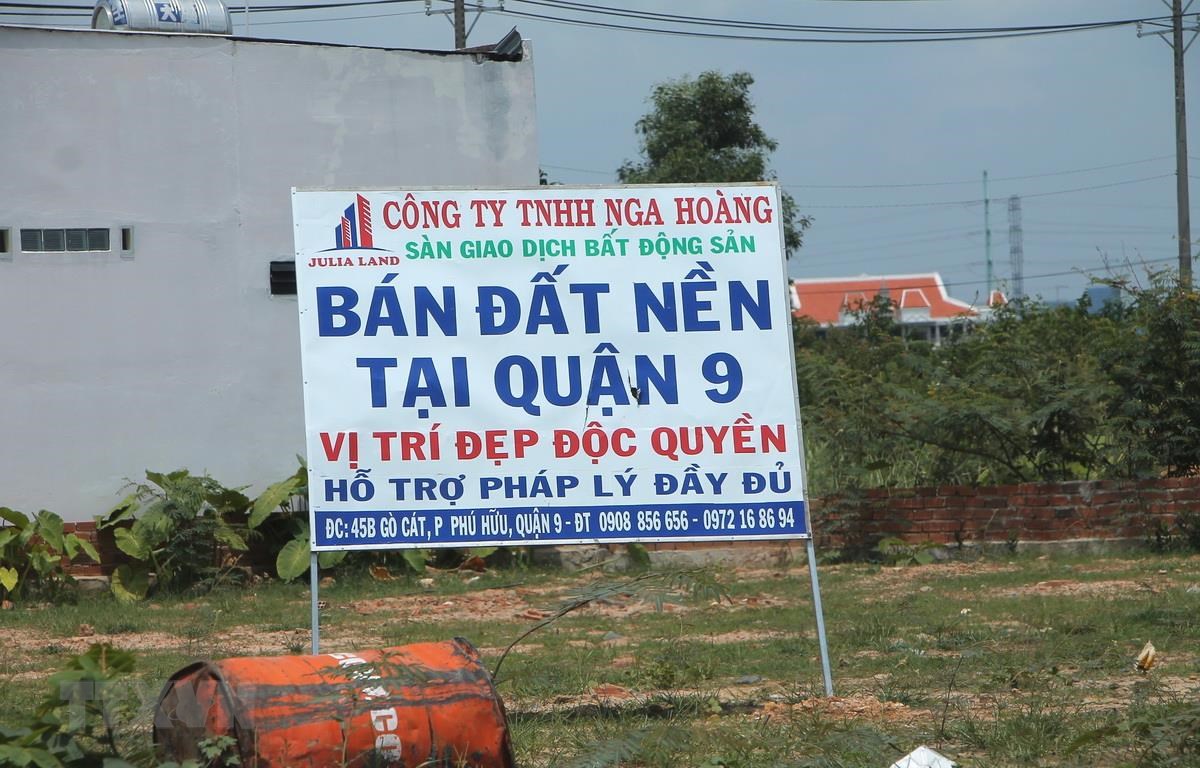 CÔNG TY TNHH NGA HOÀNG
SÀN GIAO DỊCH BẤT ĐỘNG SẢN
JULIA LAND
BÁN ĐẤT NỀN
TẠI QUẬN 9
VỊ TRÍ ĐẸP ĐỘC QUYỀN
HỖ TRỢ PHÁP LÝ ĐẦY ĐỦ
ĐC: 45B GÒ CÁT, P PHÚ HỮU, QUẬN 9 - ĐT 0908 856 656 - 0972 16 86 94